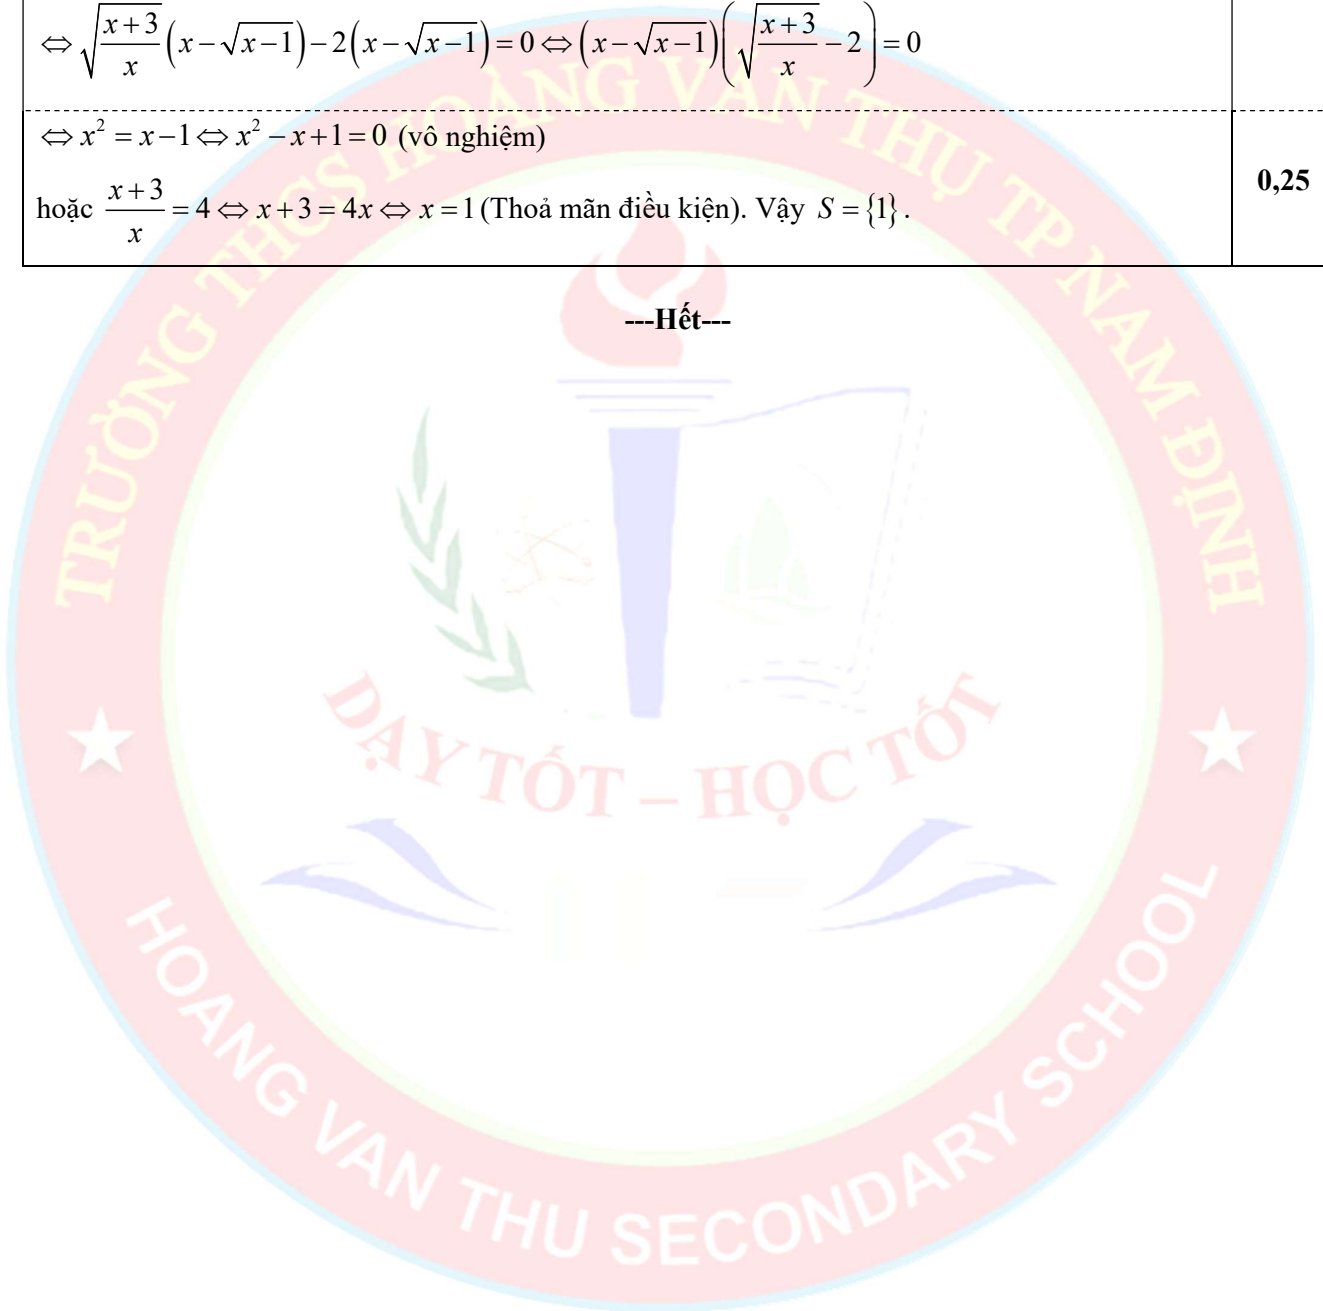 ⇔ √((x+3)/x) (x − √(x−1)) − 2(x − √(x−1)) = 0 ⇔ (x − √(x−1)) (√((x+3)/x) − 2) = 0
⇔ x² = x − 1 ⇔ x² − x + 1 = 0 (vô nghiệm)
hoặc (x+3)/x = 4 ⇔ x + 3 = 4x ⇔ x = 1 (Thoả mãn điều kiện). Vậy S = {1} .
0,25
---Hết---
TRƯỜNG THCS HOÀNG VĂN THỤ TP NAM ĐỊNH
DẠY TỐT – HỌC TỐT
HOANG VAN THU SECONDARY SCHOOL